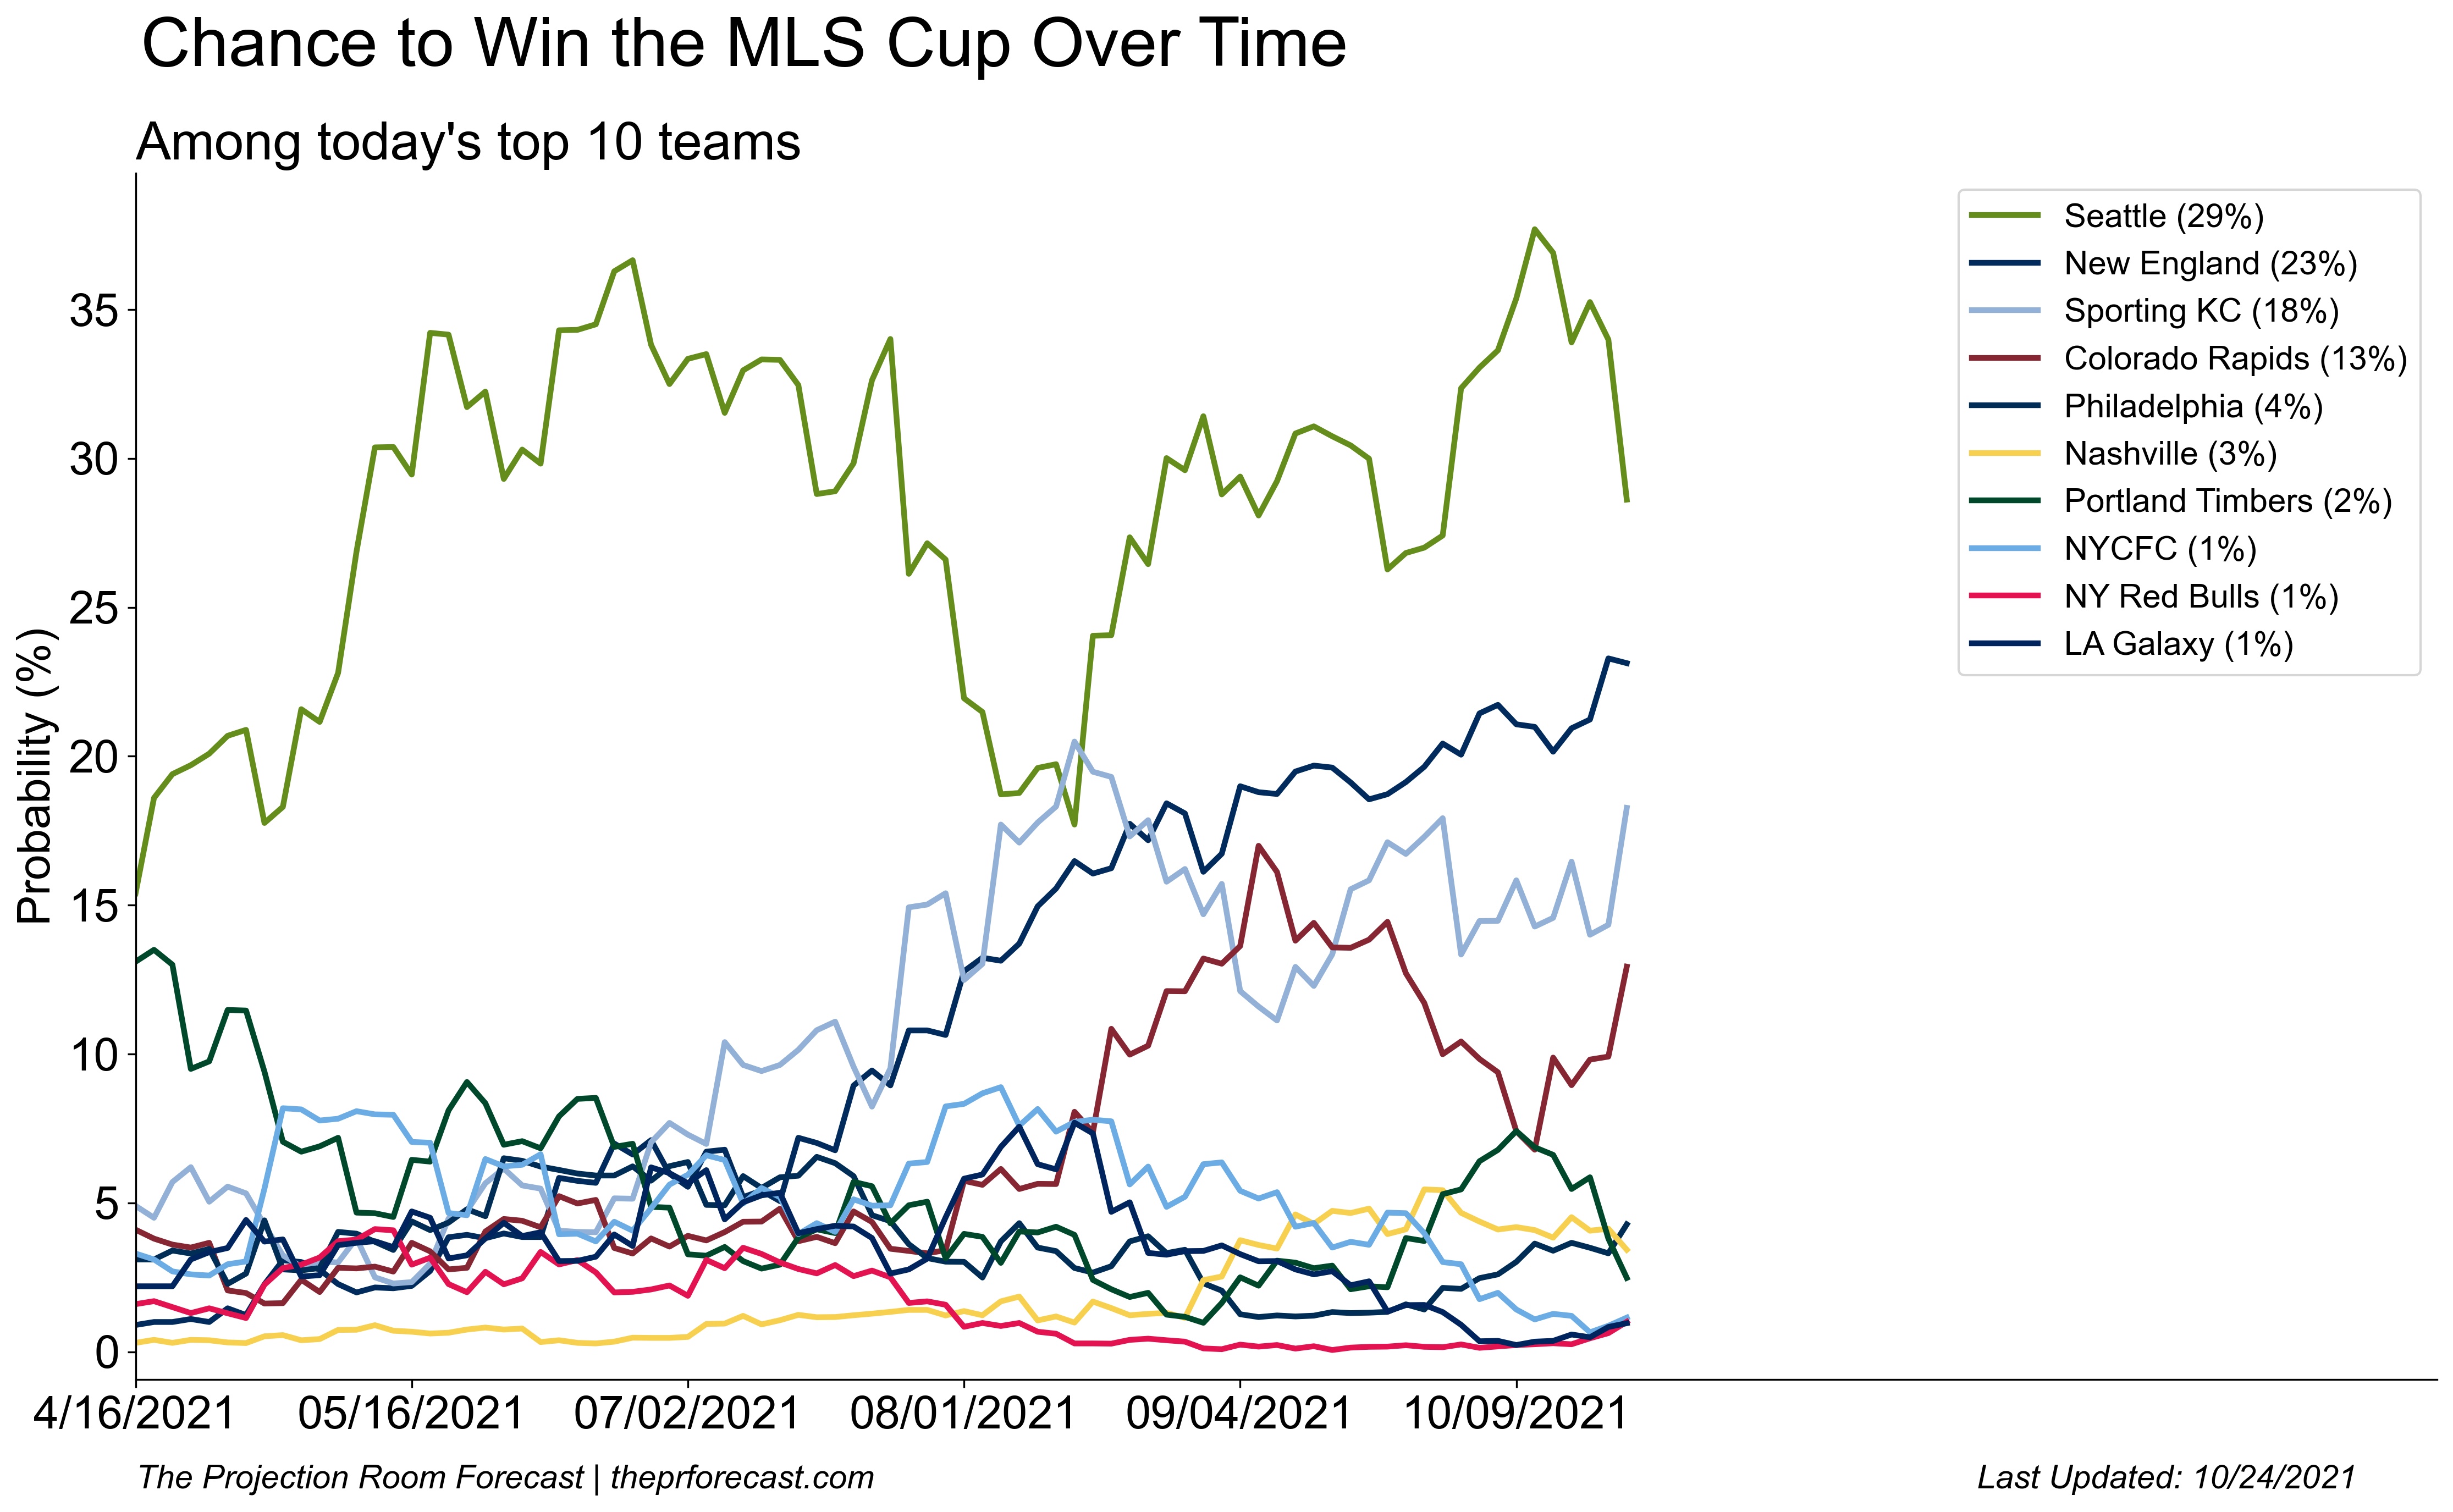 Chance to Win the MLS Cup Over Time
Among today's top 10 teams
Probability (%)
35
30
25
20
15
10
5
0
Seattle (29%)
New England (23%)
Sporting KC (18%)
Colorado Rapids (13%)
Philadelphia (4%)
Nashville (3%)
Portland Timbers (2%)
NYCFC (1%)
NY Red Bulls (1%)
LA Galaxy (1%)
4/16/2021 05/16/2021 07/02/2021 08/01/2021 09/04/2021 10/09/2021
The Projection Room Forecast | theprforecast.com
Last Updated: 10/24/2021